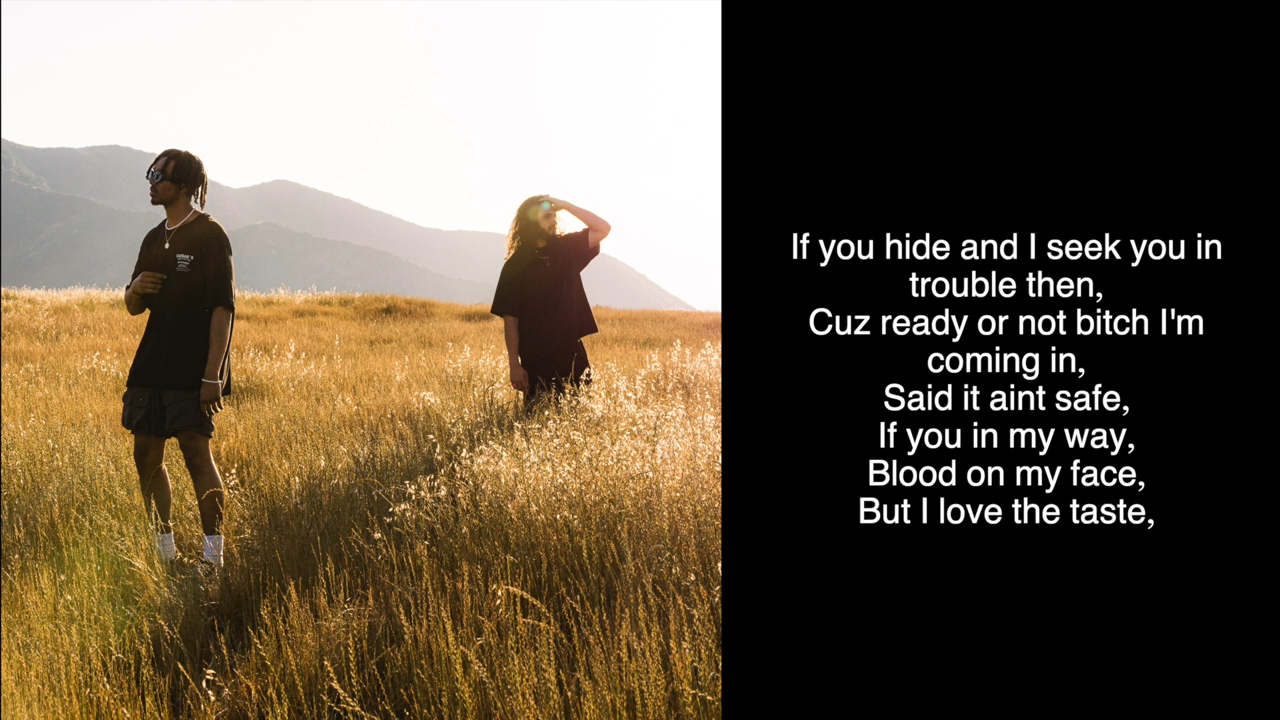 If you hide and I seek you in
trouble then,
Cuz ready or not bitch I'm
coming in,
Said it aint safe,
If you in my way,
Blood on my face,
But I love the taste,